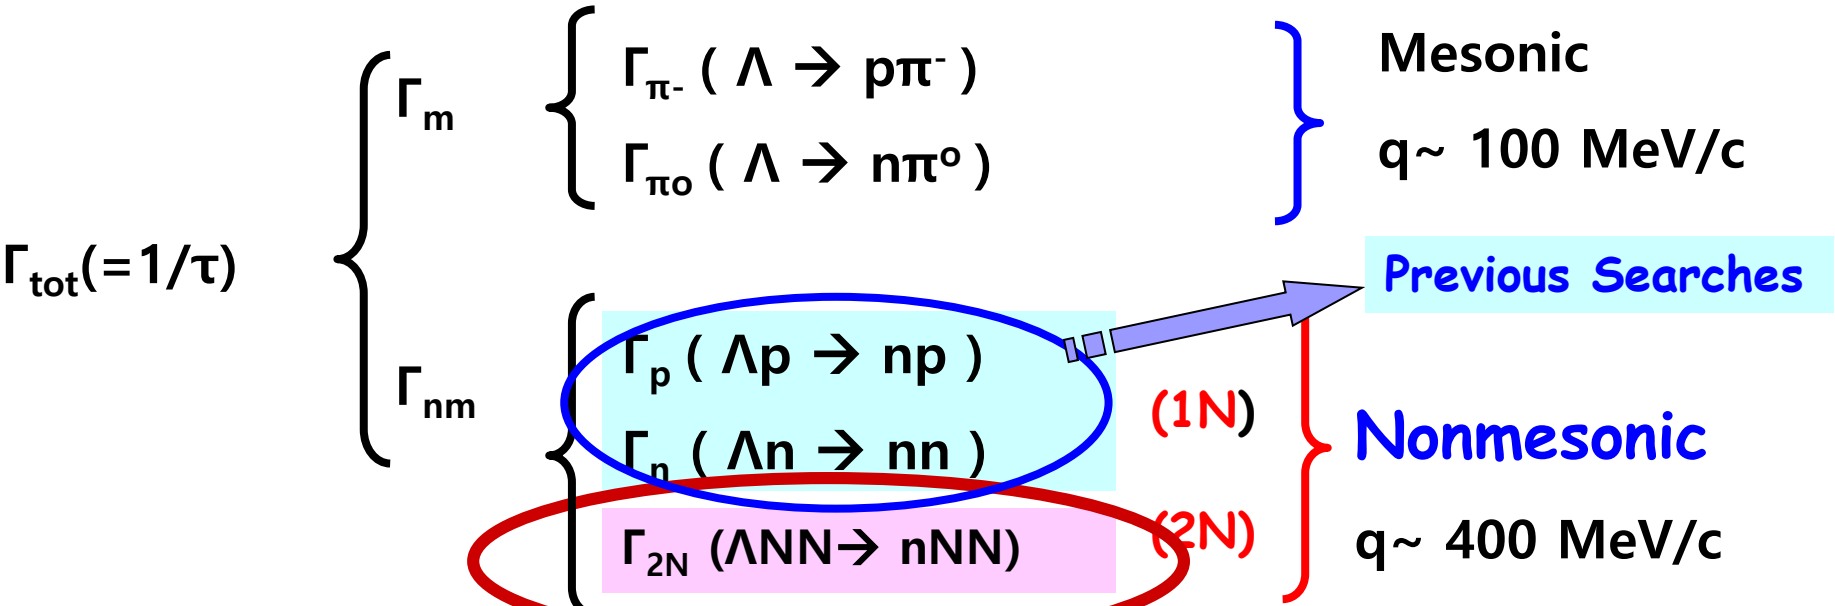 Γπ- ( Λ → pπ- )
Mesonic
Γm
Γπo ( Λ → nπo )
q~ 100 MeV/c
Γtot(=1/τ)
Previous Searches
Γp ( Λp → np )
Γnm
(1N)
Γn ( Λn → nn )
Nonmesonic
Γ2N (ΛNN→ nNN)
(2N)
q~ 400 MeV/c